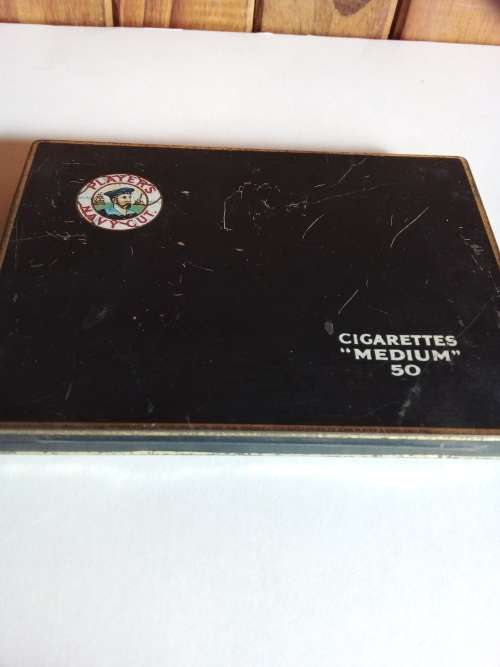 PLAYER'S
NAVY CUT.
CIGARETTES
"MEDIUM"
50